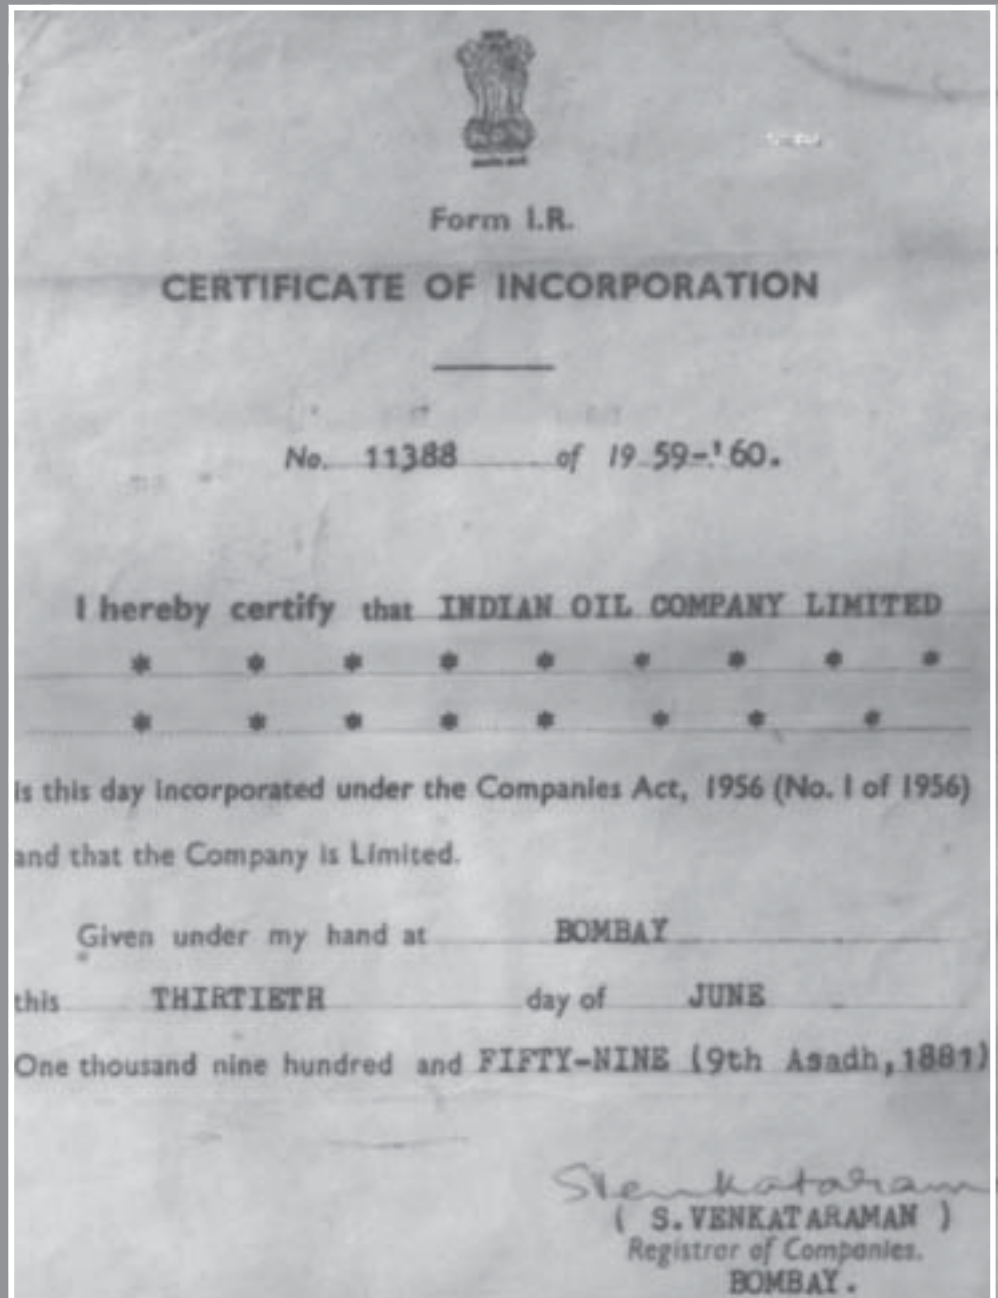 Form I.R.
CERTIFICATE OF INCORPORATION
No. 11388 of 19 59-'60.
I hereby certify that INDIAN OIL COMPANY LIMITED
* * * * * * * * *
* * * * * * * *
is this day incorporated under the Companies Act, 1956 (No. I of 1956)
and that the Company is Limited.
Given under my hand at BOMBAY
this THIRTIETH day of JUNE
One thousand nine hundred and FIFTY-NINE (9th Asadh, 1881)
SVenkataram
( S.VENKATARAMAN )
Registrar of Companies.
BOMBAY.